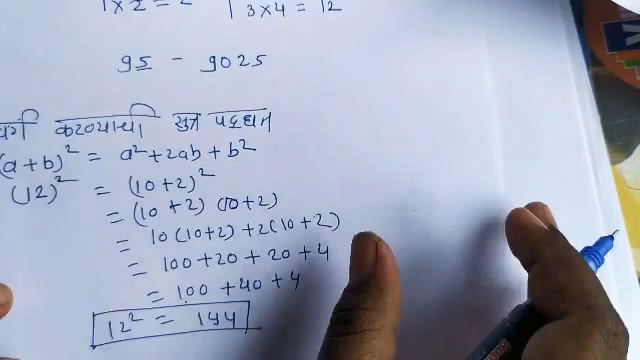 1 × 2 = 2 | 3 × 4 = 12
95 - 9025
वर्ग करण्याची सुत्र पद्धत
(a + b)² = a² + 2ab + b²
(12)² = (10 + 2)²
= (10 + 2) (10 + 2)
= 10 (10 + 2) + 2 (10 + 2)
= 100 + 20 + 20 + 4
= 100 + 40 + 4
12² = 144